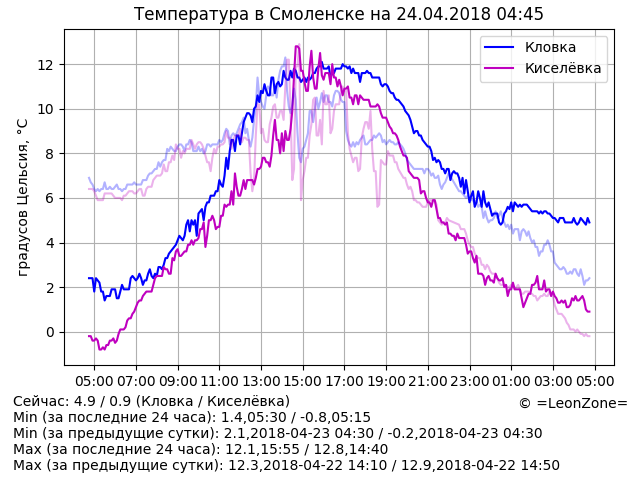 Температура в Смоленске на 24.04.2018 04:45
градусов Цельсия, °C
12
10
8
6
4
2
0
Кловка
Киселёвка
05:00 07:00 09:00 11:00 13:00 15:00 17:00 19:00 21:00 23:00 01:00 03:00 05:00
Сейчас: 4.9 / 0.9 (Кловка / Киселёвка)
© =LeonZone=
Min (за последние 24 часа): 1.4,05:30 / -0.8,05:15
Min (за предыдущие сутки): 2.1,2018-04-23 04:30 / -0.2,2018-04-23 04:30
Max (за последние 24 часа): 12.1,15:55 / 12.8,14:40
Max (за предыдущие сутки): 12.3,2018-04-22 14:10 / 12.9,2018-04-22 14:50